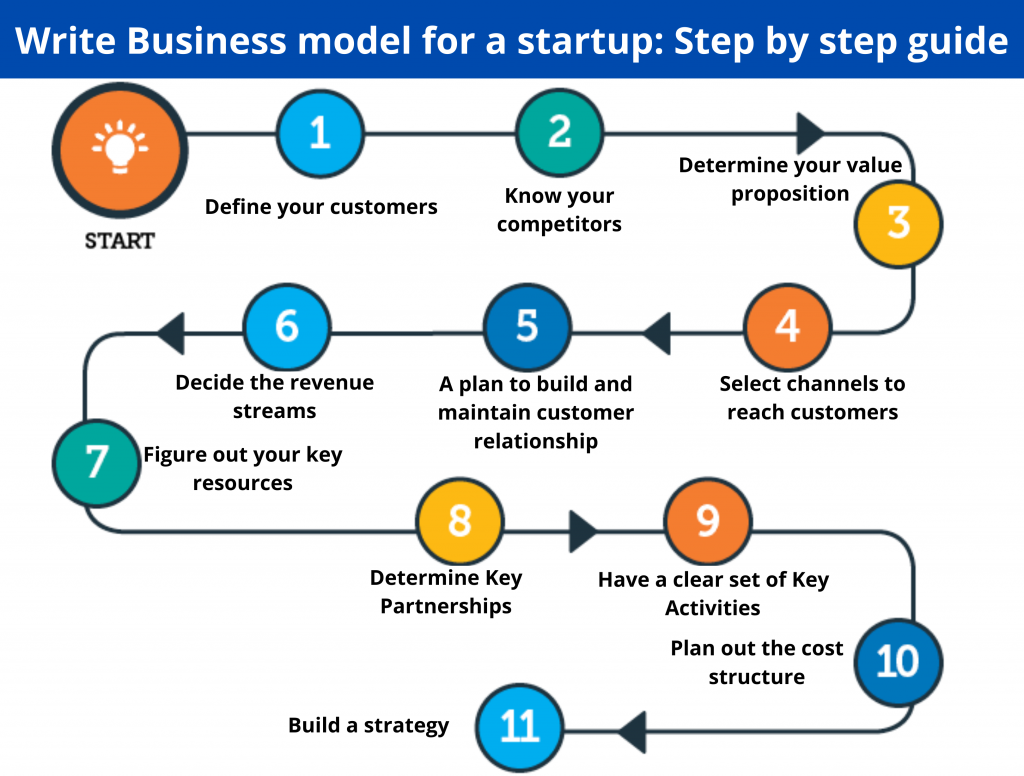 Write Business model for a startup: Step by step guide
START
1
Define your customers
2
Know your
competitors
Determine your value
proposition
3
4
Select channels to
reach customers
5
A plan to build and
maintain customer
relationship
6
Decide the revenue
streams
7
Figure out your key
resources
8
Determine Key
Partnerships
9
Have a clear set of Key
Activities
Plan out the cost
structure
10
Build a strategy
11